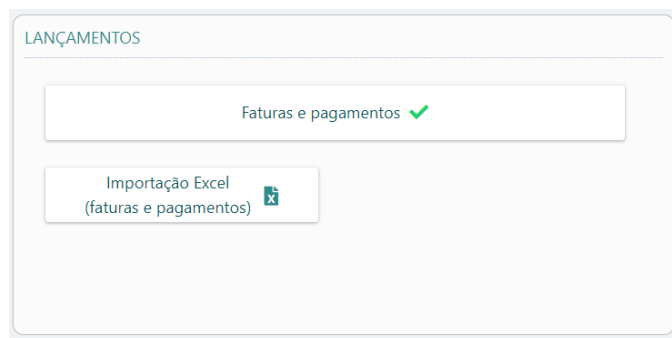 LANÇAMENTOS
Faturas e pagamentos
Importação Excel
(faturas e pagamentos)